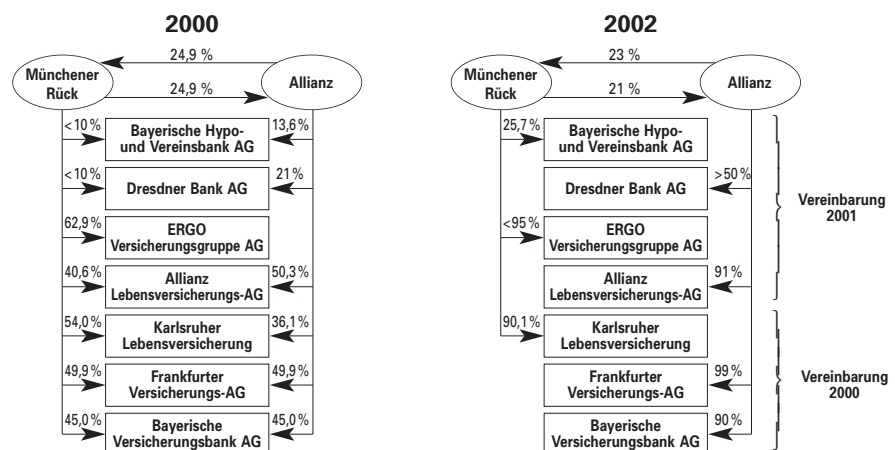 2000
24,9 %
Münchener
Rück
Allianz
24,9 %
<10 %
Bayerische Hypo-
und Vereinsbank AG
13,6 %
<10 %
Dresdner Bank AG
21 %
62,9 %
ERGO
Versicherungsgruppe AG
40,6 %
Allianz
Lebensversicherungs-AG
50,3 %
54,0 %
Karlsruher
Lebensversicherung
36,1 %
49,9 %
Frankfurter
Versicherungs-AG
49,9 %
45,0 %
Bayerische
Versicherungsbank AG
45,0 %
2002
23 %
Münchener
Rück
Allianz
21 %
25,7 %
Bayerische Hypo-
und Vereinsbank AG
Dresdner Bank AG
>50 %
<95 %
ERGO
Versicherungsgruppe AG
Allianz
Lebensversicherungs-AG
91 %
Vereinbarung
2001
90,1 %
Karlsruher
Lebensversicherung
Frankfurter
Versicherungs-AG
99 %
Bayerische
Versicherungsbank AG
90 %
Vereinbarung
2000